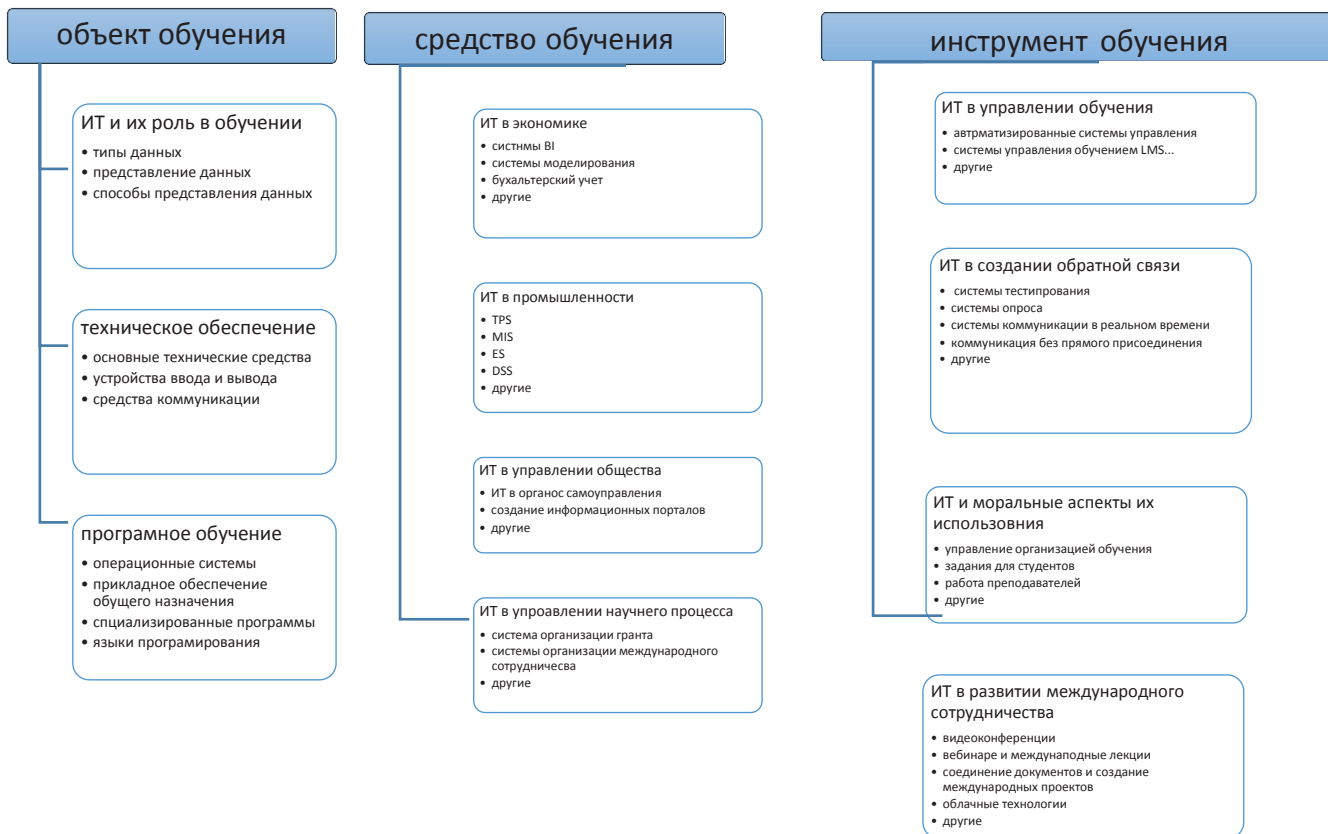 объект обучения
ИТ и их роль в обучении
• типы данных
• представление данных
• способы представления данных
техническое обеспечение
• основные технические средства
• устройства ввода и вывода
• средства коммуникации
програмное обучение
• операционные системы
• прикладное обеспечение
обущего назначения
• спциализированные программы
• языки програмирования
средство обучения
ИТ в экономике
• систнмы BI
• системы моделирования
• бухальтерский учет
• другие
ИТ в промышленности
• TPS
• MIS
• ES
• DSS
• другие
ИТ в управлении общества
• ИТ в органос самоуправления
• создание информационных порталов
• другие
ИТ в упроавлении научнего процесса
• система организации гранта
• системы организации международного
сотрудничесва
• другие
инструмент обучения
ИТ в управлении обучения
• автрматизированные системы управления
• системы управления обучением LMS...
• другие
ИТ в создании обратной связи
• системы тестипрования
• системы опроса
• системы коммуникации в реальном времени
• коммуникация без прямого присоединения
• другие
ИТ и моральные аспекты их
использовния
• управление организацией обучения
• задания для студентов
• работа преподавателей
• другие
ИТ в развитии международного
сотрудничества
• видеоконференции
• вебинаре и междунаподные лекции
• соединение документов и создание
международных проектов
• облачные технологии
• другие